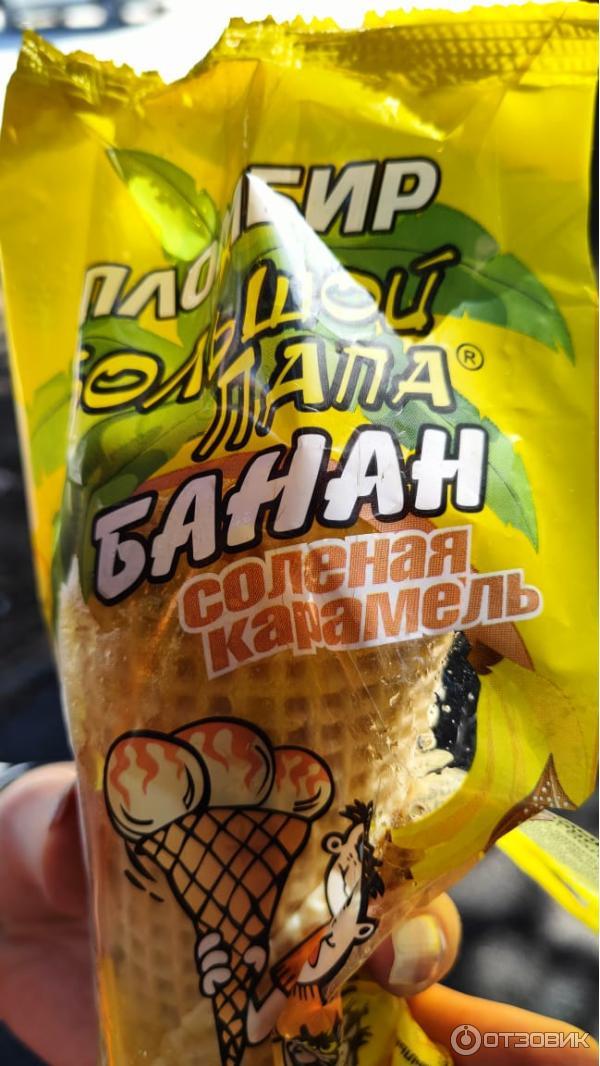 ПЛОМБИР
БОЛЬШОЙ
ПАПА®
БАНАН
соленая
карамель
ОТЗОВИК